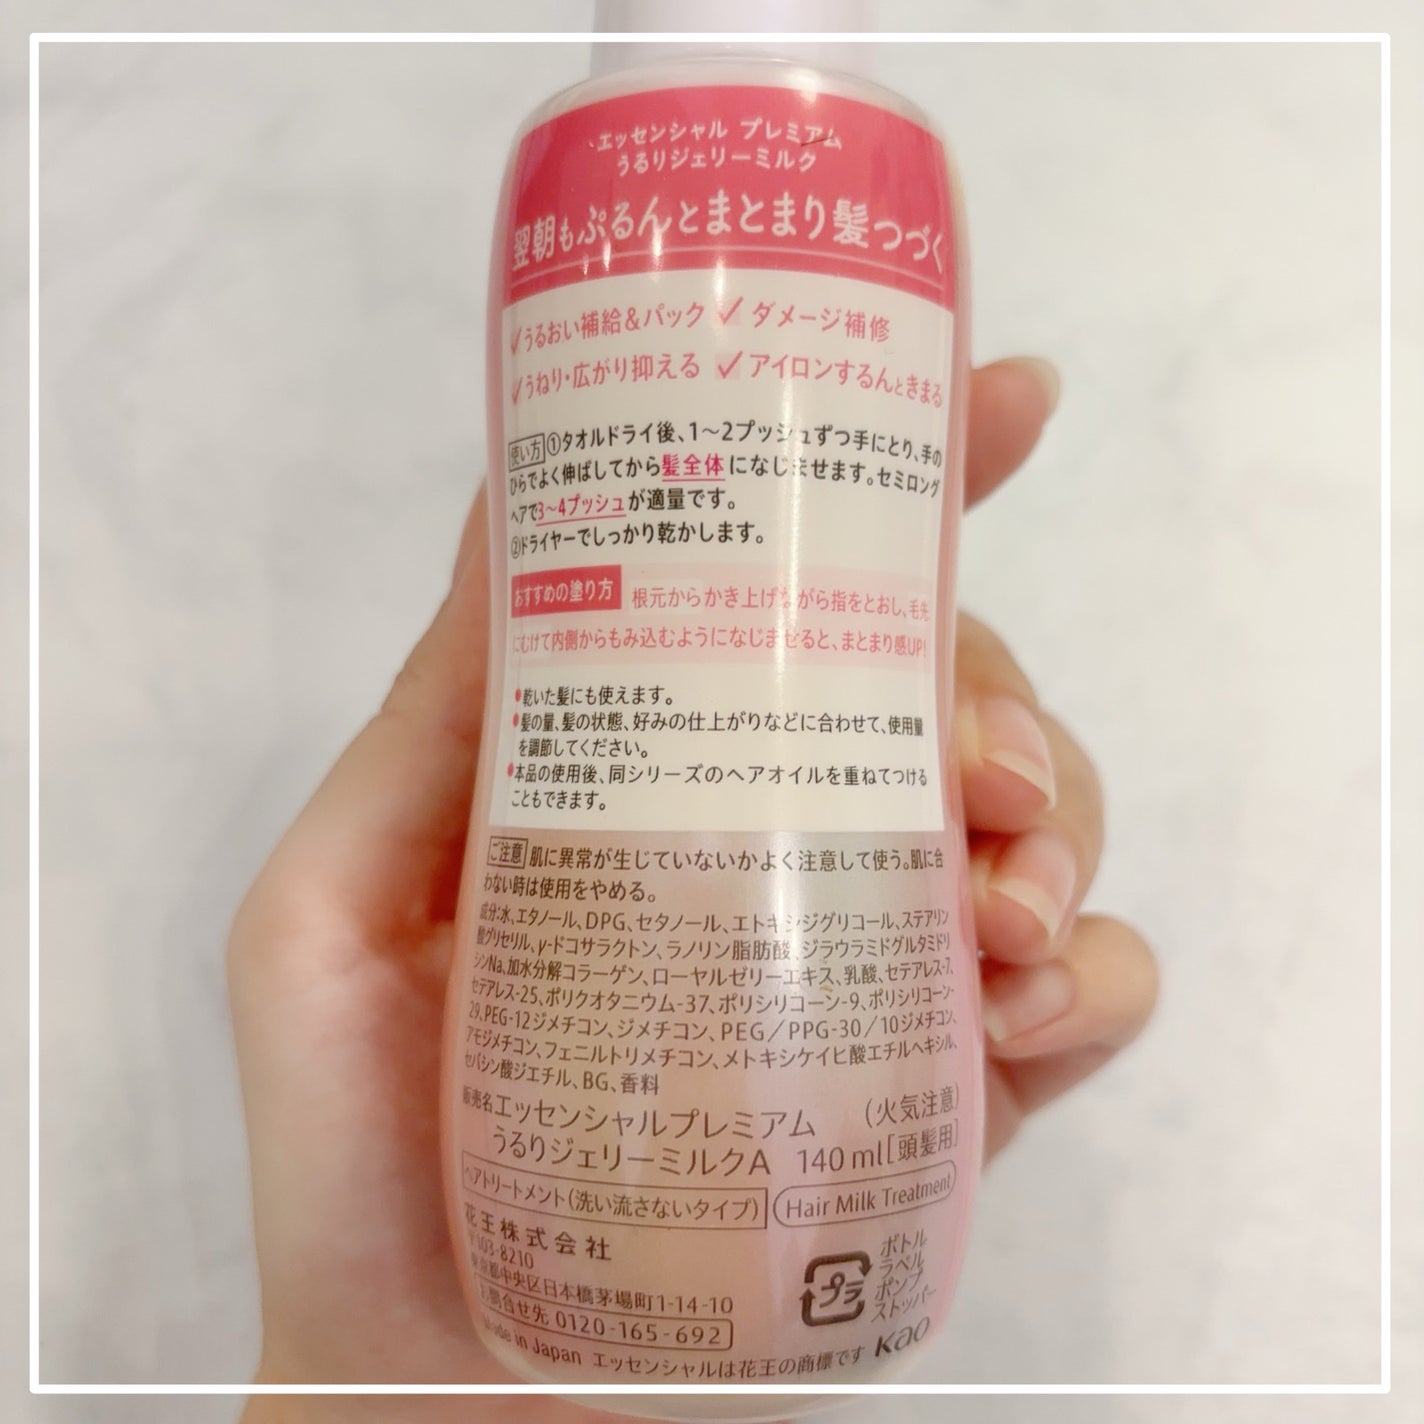 エッセンシャル プレミアム
うるりジェリーミルク
翌朝もぷるんとまとまり髪つづく
✓うるおい補給&パック ✓ダメージ補修
✓うねり・広がり抑える ✓アイロンするんときまる
使い方 ①タオルドライ後、1〜2プッシュずつ手にとり、手の
ひらでよく伸ばしてから髪全体になじませます。セミロング
ヘアで3〜4プッシュが適量です。
②ドライヤーでしっかり乾かします。
おすすめの塗り方 根元からかき上げながら指をとおし、毛先
にむけて内側からもみ込むようになじませると、まとまり感UP!
●乾いた髪にも使えます。
●髪の量、髪の状態、好みの仕上がりなどに合わせて、使用量
を調節してください。
●本品の使用後、同シリーズのヘアオイルを重ねてつける
こともできます。
ご注意 肌に異常が生じていないかよく注意して使う。肌に合
わない時は使用をやめる。
成分:水、エタノール、DPG、セタノール、エトキシジグリコール、ステアリン
酸グリセリル、γ-ドコサラクトン、ラノリン脂肪酸、ジラウラミドグルタミドリ
シンNa、加水分解コラーゲン、ローヤルゼリーエキス、乳酸、セテアレス-7、
セテアレス-25、ポリクオタニウム-37、ポリシリコーン-9、ポリシリコーン-
29、PEG-12ジメチコン、ジメチコン、PEG/PPG-30/10ジメチコン、
アモジメチコン、フェニルトリメチコン、メトキシケイヒ酸エチルヘキシル、
セバシン酸ジエチル、BG、香料
販売名 エッセンシャルプレミアム (火気注意)
うるりジェリーミルクA 140 ml[頭髪用]
ヘアトリートメント(洗い流さないタイプ) Hair Milk Treatment
花王株式会社
〒103-8210
東京都中央区日本橋茅場町1-14-10
お問合せ先 0120-165-692
プラ
ボトル
ラベル
ポンプ
ストッパー
Made in Japan エッセンシャルは花王の商標です Kao